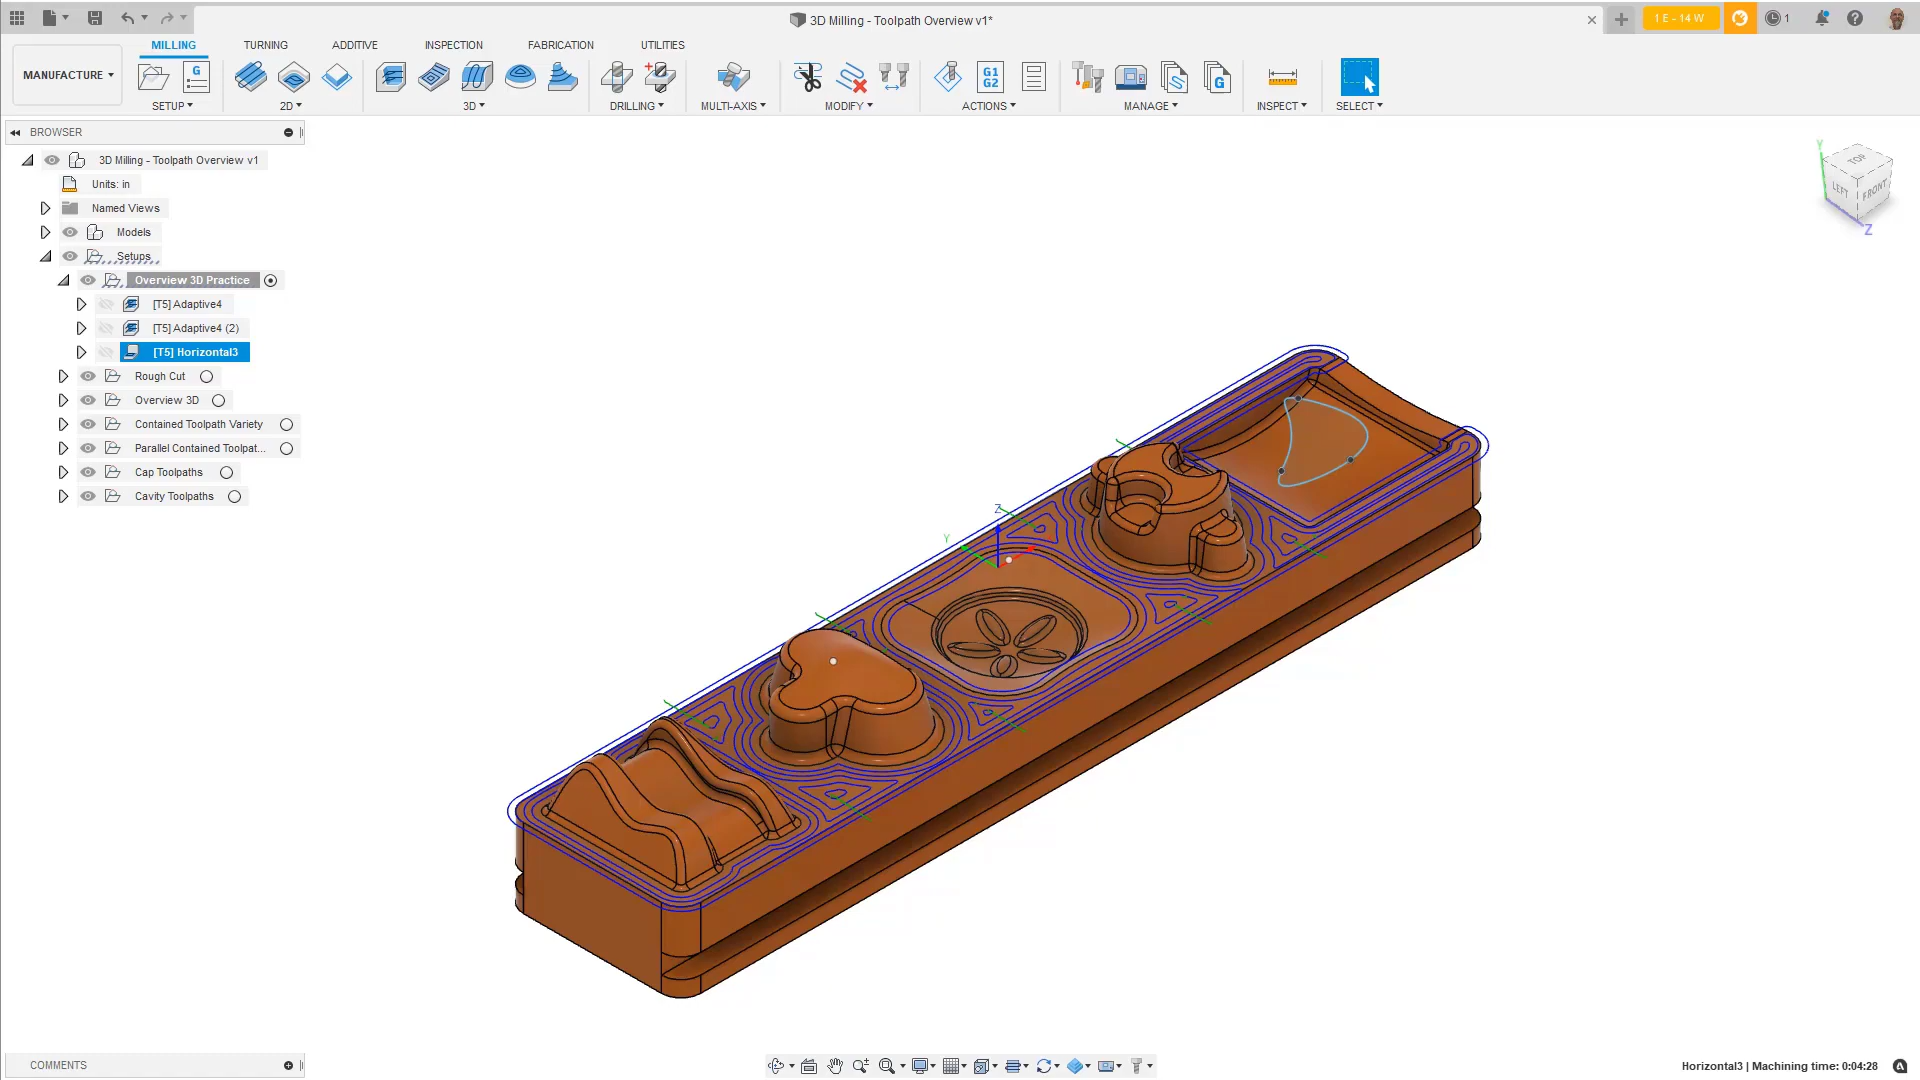 3D Milling - Toolpath Overview v1*
1 E - 14 W
1
MILLING
TURNING
ADDITIVE
INSPECTION
FABRICATION
UTILITIES
MANUFACTURE
G
G1
G2
G
SETUP
2D
3D
DRILLING
MULTI-AXIS
MODIFY
ACTIONS
MANAGE
INSPECT
SELECT
BROWSER
3D Milling - Toolpath Overview v1
Units: in
Named Views
Models
Setups
Overview 3D Practice
[T5] Adaptive4
[T5] Adaptive4 (2)
[T5] Horizontal3
Rough Cut
Overview 3D
Contained Toolpath Variety
Parallel Contained Toolpat...
Cap Toolpaths
Cavity Toolpaths
Y
TOP
LEFT
FRONT
Z
Z
Y
COMMENTS
Horizontal3 | Machining time: 0:04:28